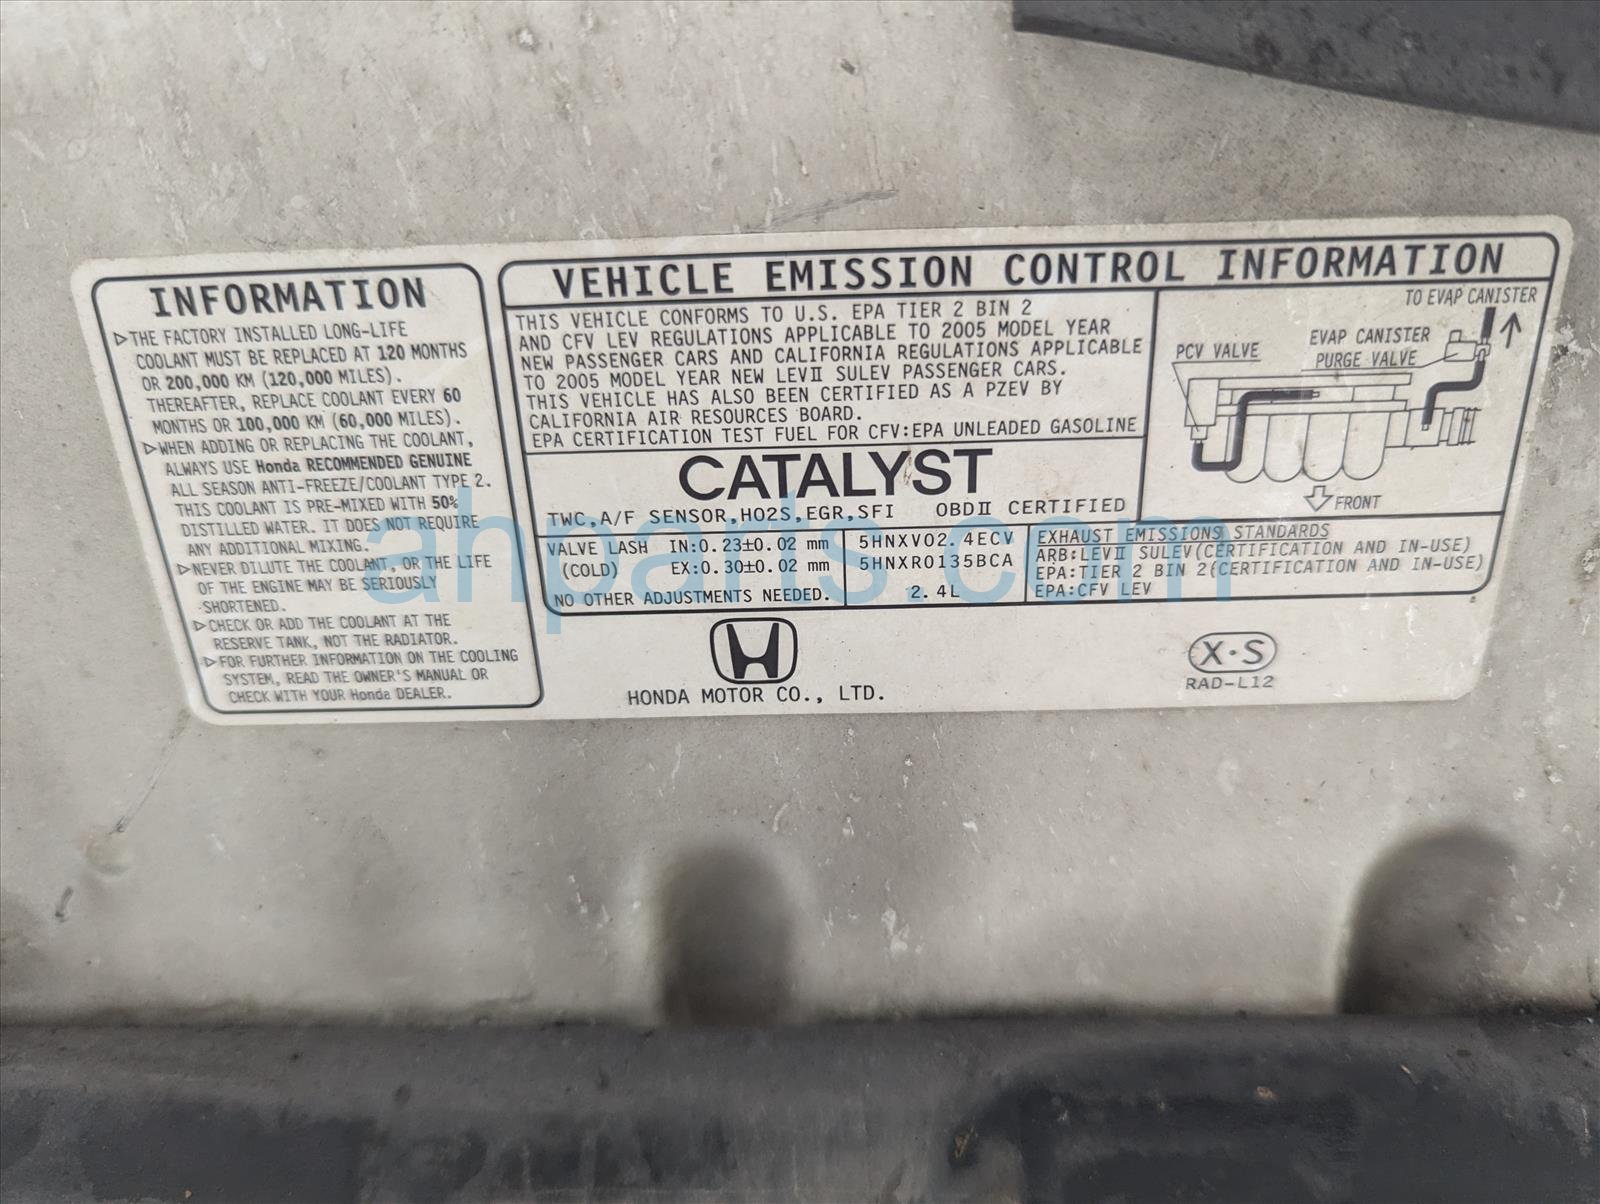 INFORMATION
▷THE FACTORY INSTALLED LONG-LIFE
COOLANT MUST BE REPLACED AT 120 MONTHS
OR 200,000 KM (120,000 MILES).
THEREAFTER, REPLACE COOLANT EVERY 60
MONTHS OR 100,000 KM (60,000 MILES).
▷WHEN ADDING OR REPLACING THE COOLANT,
ALWAYS USE Honda RECOMMENDED GENUINE
ALL SEASON ANTI-FREEZE/COOLANT TYPE 2.
THIS COOLANT IS PRE-MIXED WITH 50%
DISTILLED WATER. IT DOES NOT REQUIRE
ANY ADDITIONAL MIXING.
▷NEVER DILUTE THE COOLANT, OR THE LIFE
OF THE ENGINE MAY BE SERIOUSLY
SHORTENED.
▷CHECK OR ADD THE COOLANT AT THE
RESERVE TANK, NOT THE RADIATOR.
▷FOR FURTHER INFORMATION ON THE COOLING
SYSTEM, READ THE OWNER'S MANUAL OR
CHECK WITH YOUR Honda DEALER.
VEHICLE EMISSION CONTROL INFORMATION
THIS VEHICLE CONFORMS TO U.S. EPA TIER 2 BIN 2
AND CFV LEV REGULATIONS APPLICABLE TO 2005 MODEL YEAR
NEW PASSENGER CARS AND CALIFORNIA REGULATIONS APPLICABLE
TO 2005 MODEL YEAR NEW LEVⅡ SULEV PASSENGER CARS.
THIS VEHICLE HAS ALSO BEEN CERTIFIED AS A PZEV BY
CALIFORNIA AIR RESOURCES BOARD.
EPA CERTIFICATION TEST FUEL FOR CFV:EPA UNLEADED GASOLINE
TO EVAP CANISTER
EVAP CANISTER
PURGE VALVE
PCV VALVE
FRONT
CATALYST
TWC,A/F SENSOR,HO2S,EGR,SFI OBDⅡ CERTIFIED
VALVE LASH IN:0.23±0.02 mm
(COLD) EX:0.30±0.02 mm
NO OTHER ADJUSTMENTS NEEDED.
5HNXV02.4ECV
5HNXR0135BCA
2.4L
EXHAUST EMISSIONS STANDARDS
ARB:LEVⅡ SULEV(CERTIFICATION AND IN-USE)
EPA:TIER 2 BIN 2(CERTIFICATION AND IN-USE)
EPA:CFV LEV
HONDA MOTOR CO., LTD.
X·S
RAD-L12
ahparts.com